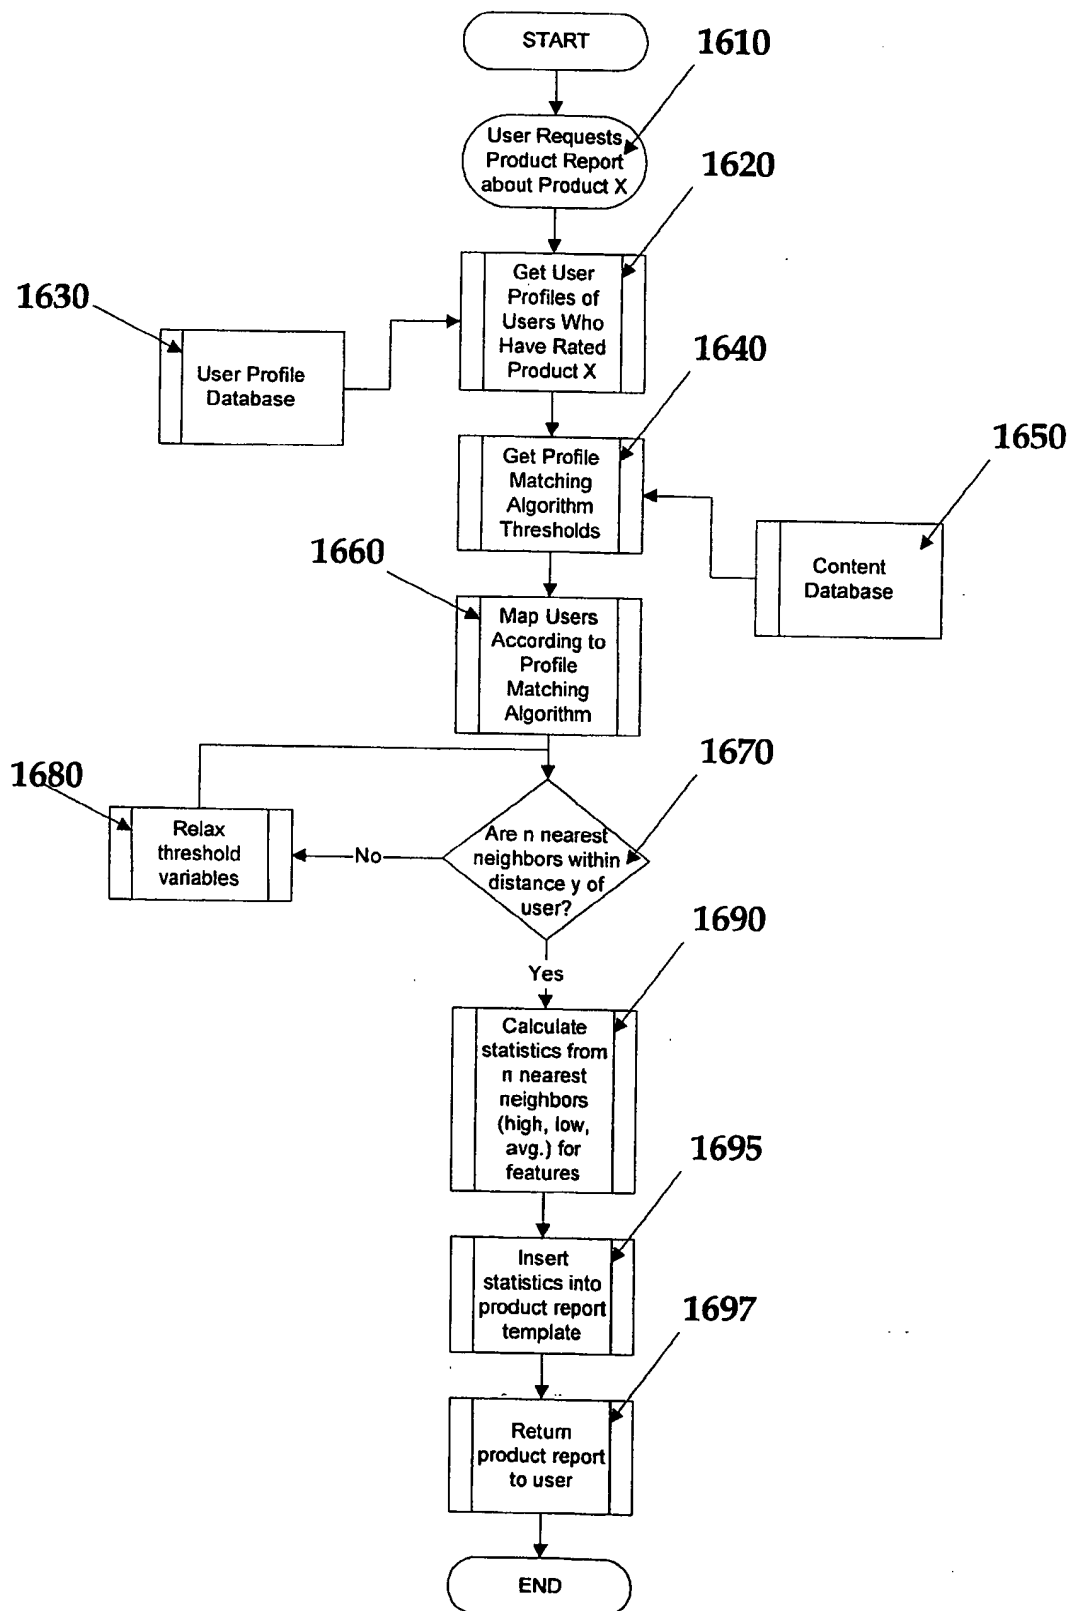 START
1610
User Requests
Product Report
about Product X
1620
Get User
Profiles of
Users Who
Have Rated
Product X
1630
User Profile
Database
1640
Get Profile
Matching
Algorithm
Thresholds
1650
Content
Database
1660
Map Users
According to
Profile
Matching
Algorithm
1670
Are n nearest
neighbors within
distance y of
user?
No
1680
Relax
threshold
variables
Yes
1690
Calculate
statistics from
n nearest
neighbors
(high, low,
avg.) for
features
1695
Insert
statistics into
product report
template
1697
Return
product report
to user
END